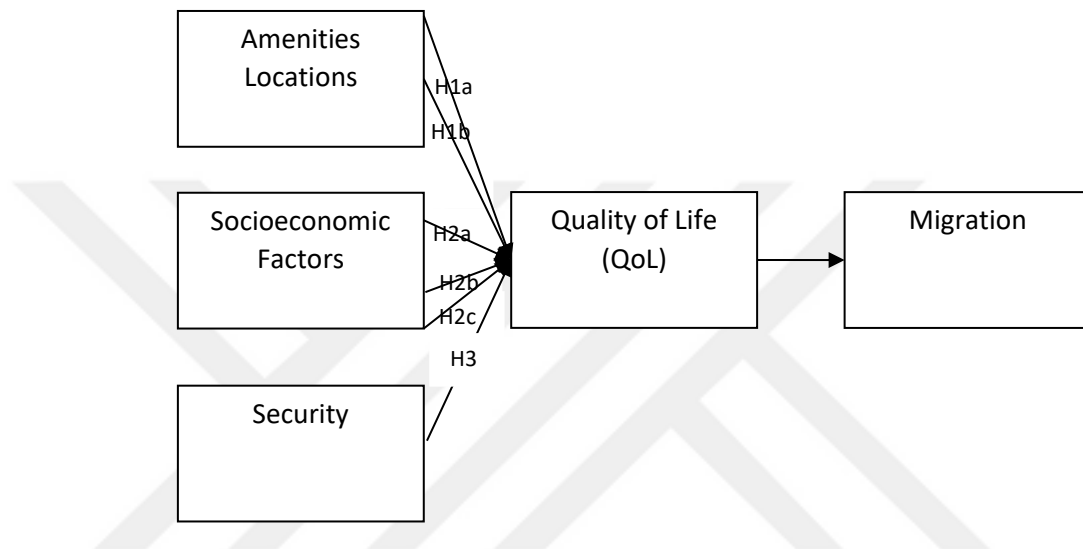 Amenities
Locations
H1a
H1b
Socioeconomic
Factors
H2a
H2b
H2c
Quality of Life
(QoL)
Migration
H3
Security